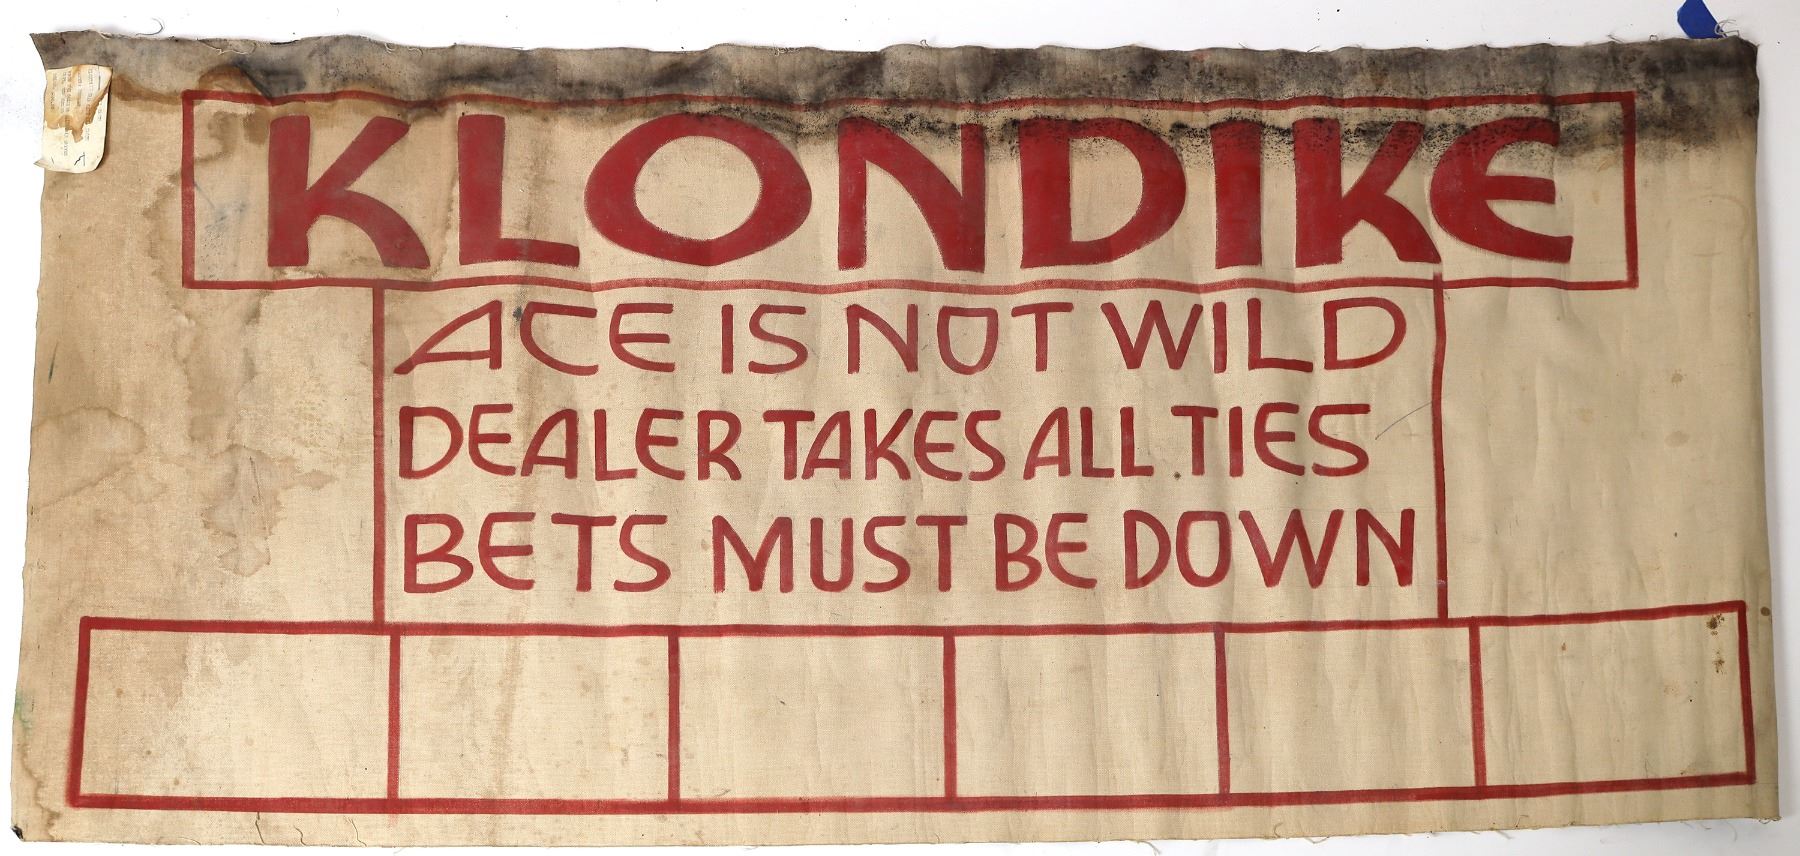 KLONDIKE
ACE IS NOT WILD
DEALER TAKES ALL TIES
BETS MUST BE DOWN